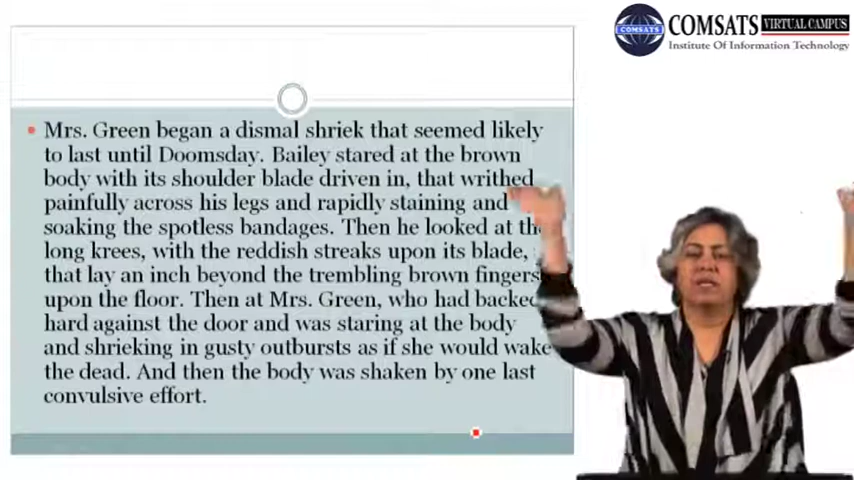 COMSATS VIRTUAL CAMPUS
COMSATS
Institute Of Information Technology
Mrs. Green began a dismal shriek that seemed likely
to last until Doomsday. Bailey stared at the brown
body with its shoulder blade driven in, that writhed
painfully across his legs and rapidly staining and
soaking the spotless bandages. Then he looked at the
long krees, with the reddish streaks upon its blade,
that lay an inch beyond the trembling brown fingers
upon the floor. Then at Mrs. Green, who had backed
hard against the door and was staring at the body
and shrieking in gusty outbursts as if she would wake
the dead. And then the body was shaken by one last
convulsive effort.